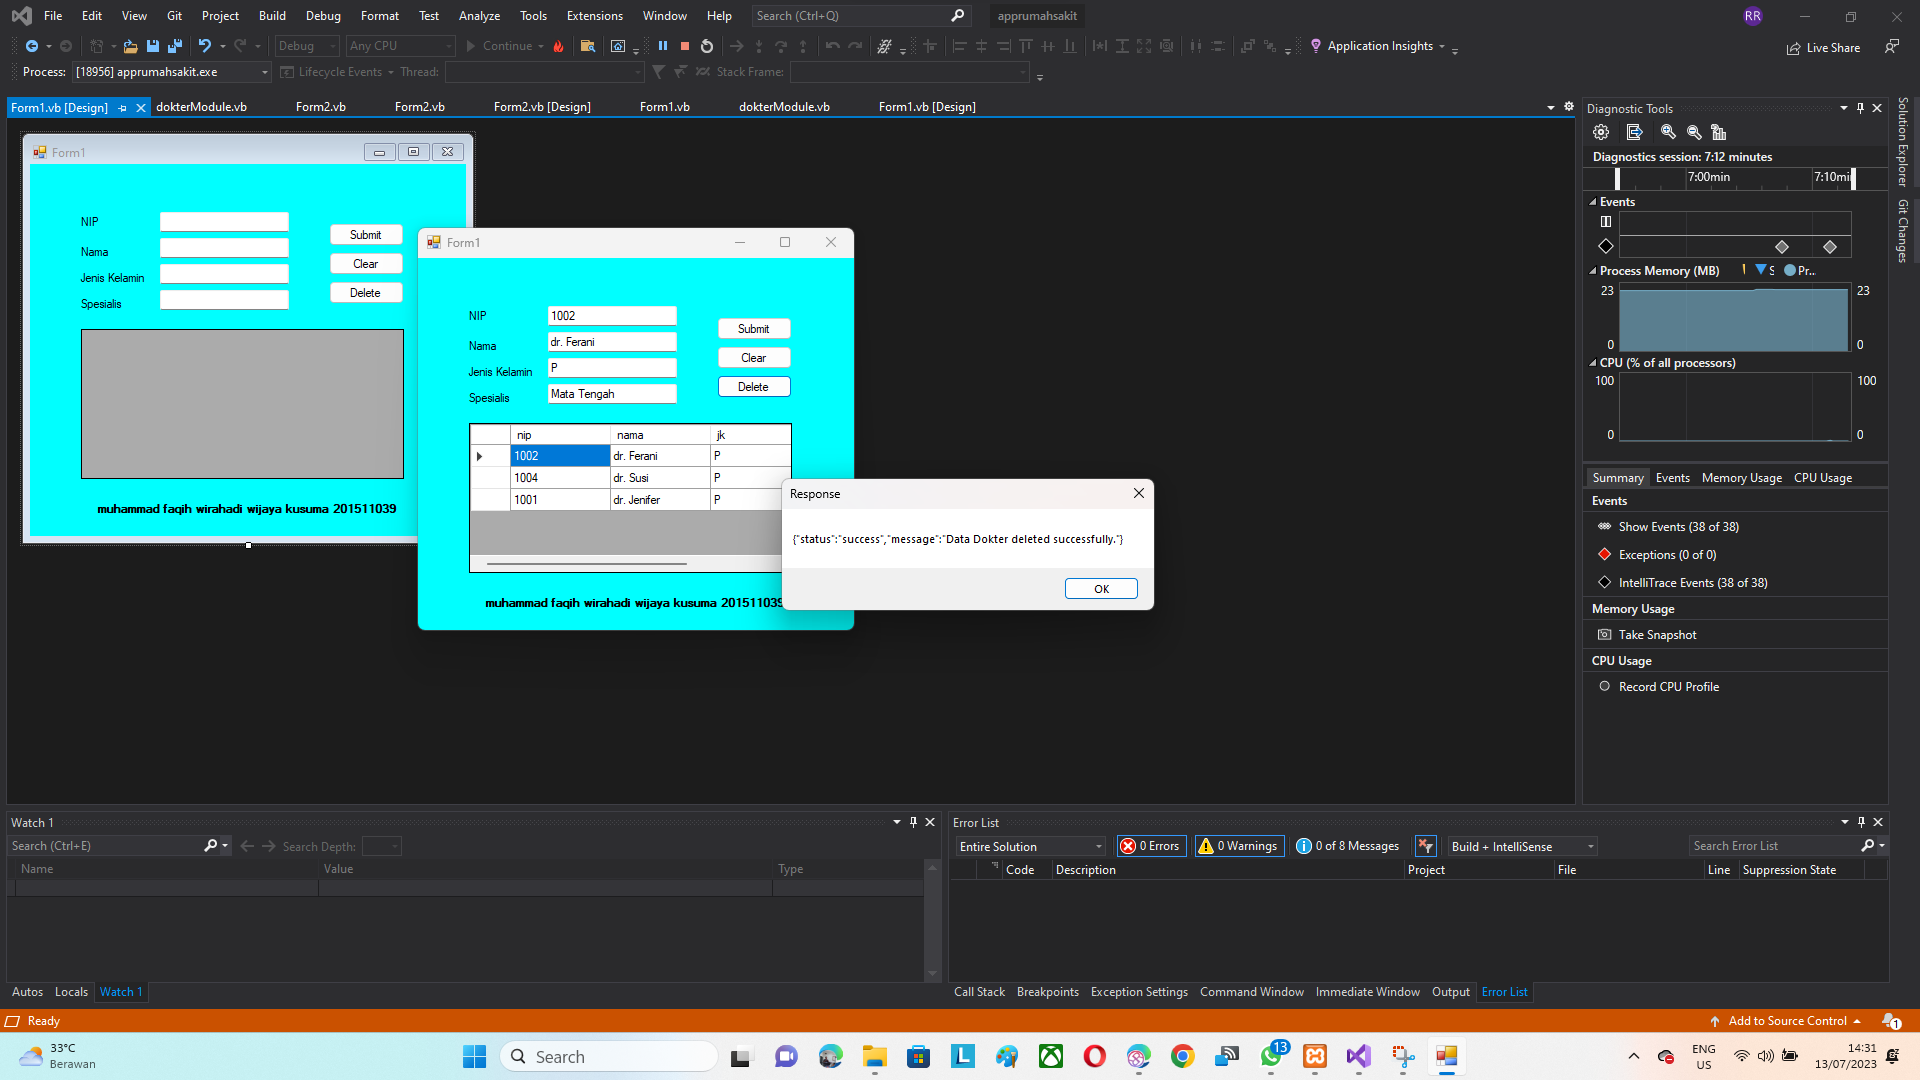 File Edit View Git Project Build Debug Format Test Analyze Tools Extensions Window Help Search (Ctrl+Q) apprumahsakit RR
Debug Any CPU Continue Application Insights Live Share
Process: [18956] apprumahsakit.exe Lifecycle Events Thread: Stack Frame:
Form1.vb [Design] dokterModule.vb Form2.vb Form2.vb Form2.vb [Design] Form1.vb dokterModule.vb Form1.vb [Design]
Form1
NIP
Nama
Jenis Kelamin
Spesialis
Submit
Clear
Delete
muhammad faqih wirahadi wijaya kusuma 201511039
Form1
NIP 1002
Nama dr. Ferani
Jenis Kelamin P
Spesialis Mata Tengah
Submit
Clear
Delete
nip nama jk
1002 dr. Ferani P
1004 dr. Susi P
1001 dr. Jenifer P
muhammad faqih wirahadi wijaya kusuma 201511039
Response
{"status":"success","message":"Data Dokter deleted successfully."}
OK
Diagnostic Tools
Diagnostics session: 7:12 minutes
7:00min 7:10mi
Events
Process Memory (MB) S Pr...
23 23
0 0
CPU (% of all processors)
100 100
0 0
Summary Events Memory Usage CPU Usage
Events
Show Events (38 of 38)
Exceptions (0 of 0)
IntelliTrace Events (38 of 38)
Memory Usage
Take Snapshot
CPU Usage
Record CPU Profile
Solution Explorer
Git Changes
Watch 1
Search (Ctrl+E) Search Depth:
Name Value Type
Autos Locals Watch 1
Error List
Entire Solution 0 Errors 0 Warnings 0 of 8 Messages Build + IntelliSense Search Error List
Code Description Project File Line Suppression State
Call Stack Breakpoints Exception Settings Command Window Immediate Window Output Error List
Ready Add to Source Control 1
33°C
Berawan
Search
13
ENG
US
14:31
13/07/2023